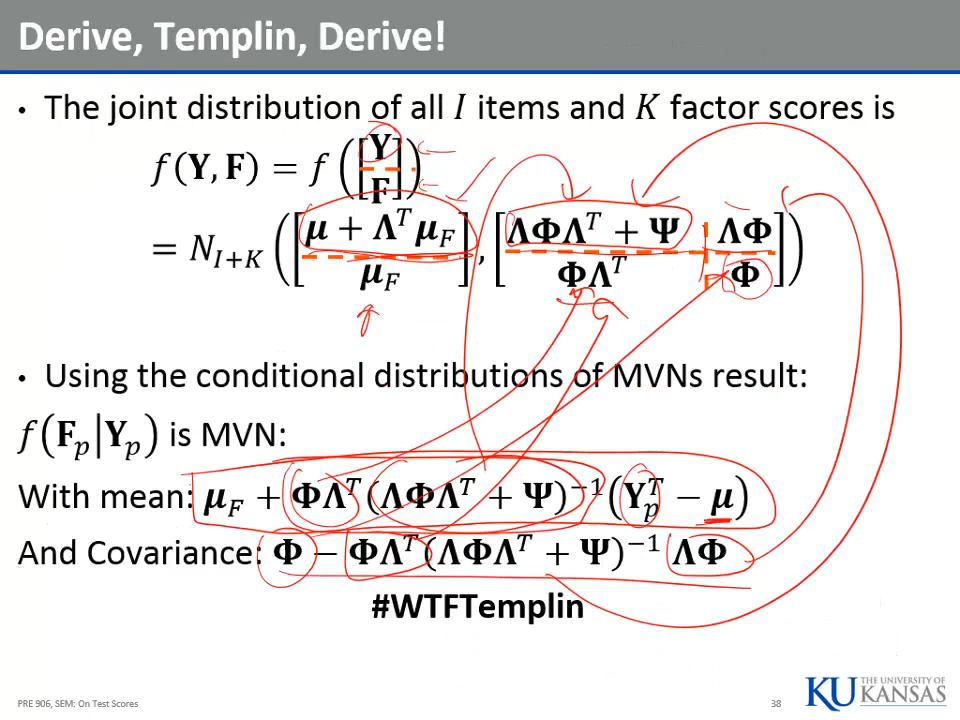 Derive, Templin, Derive!
• The joint distribution of all I items and K factor scores is
f(𝐘, 𝐅) = f([𝐘 / 𝐅])
= N_{I+K} ([𝛍 + 𝚲^T 𝛍_F / 𝛍_F], [𝚲𝚽𝚲^T + 𝚿 | 𝚲𝚽 / 𝚽𝚲^T | 𝚽])
• Using the conditional distributions of MVNs result:
f(𝐅_p|𝐘_p) is MVN:
With mean: 𝛍_F + 𝚽𝚲^T(𝚲𝚽𝚲^T + 𝚿)^{−1}(𝐘_p^T − 𝛍)
And Covariance: 𝚽 − 𝚽𝚲^T(𝚲𝚽𝚲^T + 𝚿)^{−1} 𝚲𝚽
#WTFTemplin
PRE 906, SEM: On Test Scores
38
KU THE UNIVERSITY OF
KANSAS